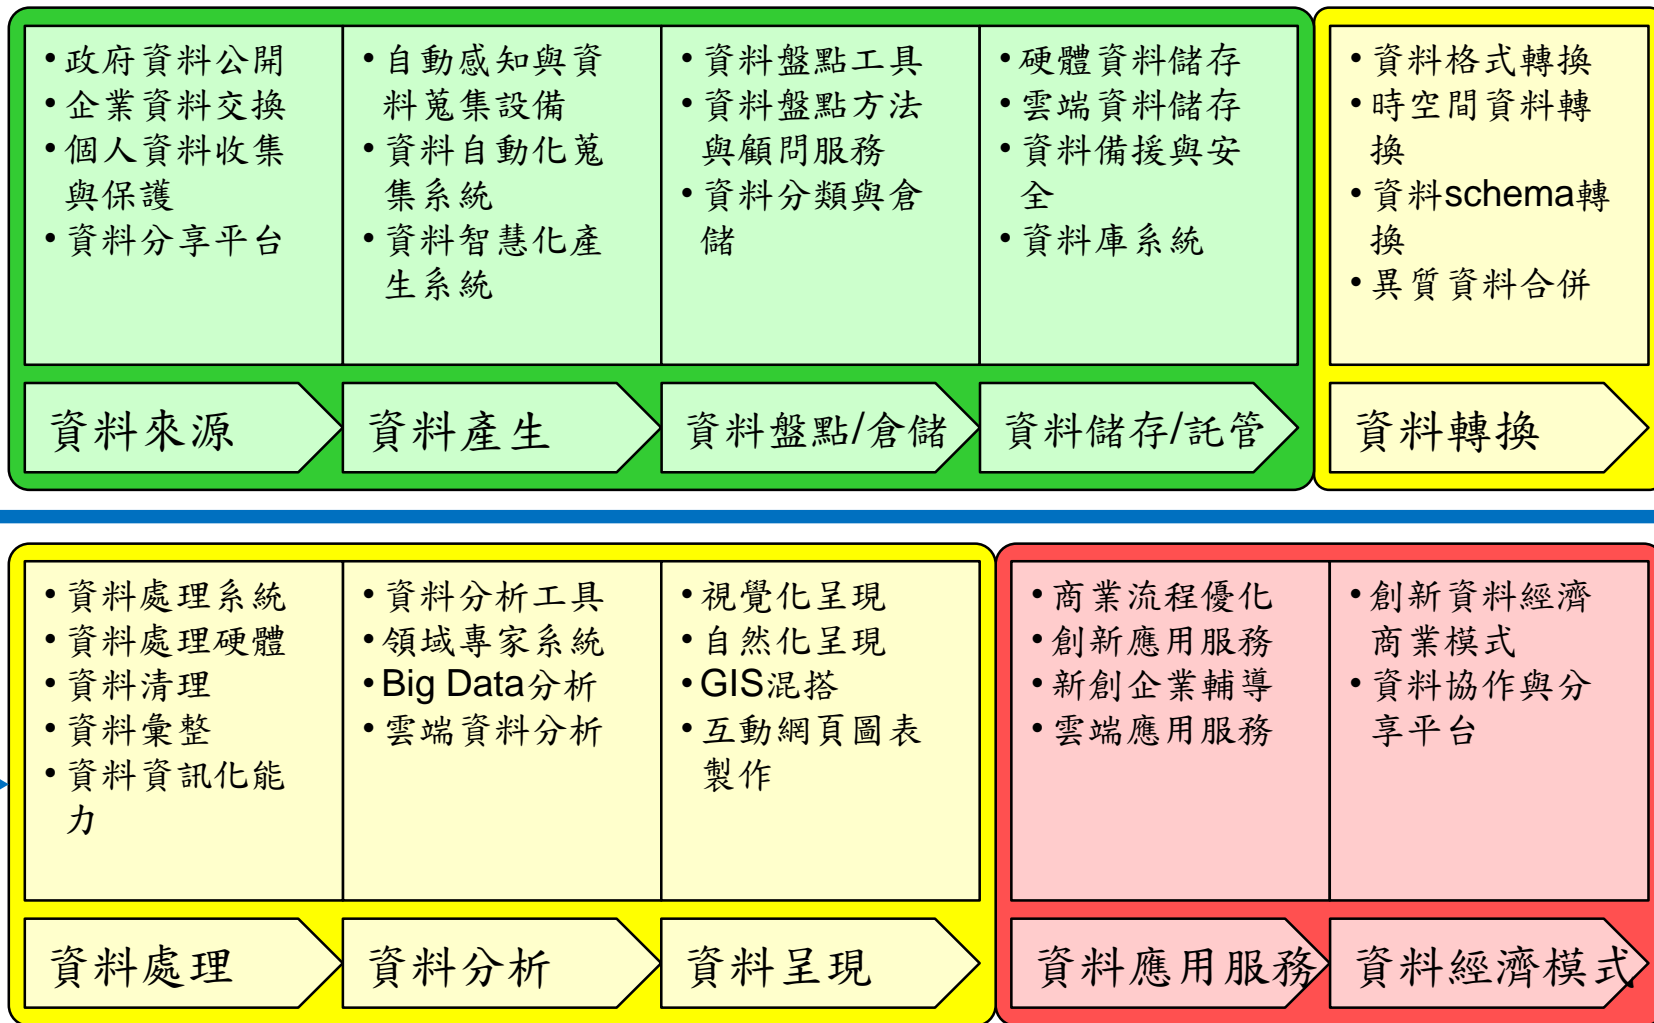 •政府資料公開
•企業資料交換
•個人資料收集
與保護
•資料分享平台
•自動感知與資
料蒐集設備
•資料自動化蒐
集系統
•資料智慧化產
生系統
•資料盤點工具
•資料盤點方法
與顧問服務
•資料分類與倉
儲
•硬體資料儲存
•雲端資料儲存
•資料備援與安
全
•資料庫系統
•資料格式轉換
•時空間資料轉
換
•資料schema轉
換
•異質資料合併
資料來源
資料產生
資料盤點/倉儲
資料儲存/託管
資料轉換
•資料處理系統
•資料處理硬體
•資料清理
•資料彙整
•資料資訊化能
力
•資料分析工具
•領域專家系統
•Big Data分析
•雲端資料分析
•視覺化呈現
•自然化呈現
•GIS混搭
•互動網頁圖表
製作
•商業流程優化
•創新應用服務
•新創企業輔導
•雲端應用服務
•創新資料經濟
商業模式
•資料協作與分
享平台
資料處理
資料分析
資料呈現
資料應用服務
資料經濟模式